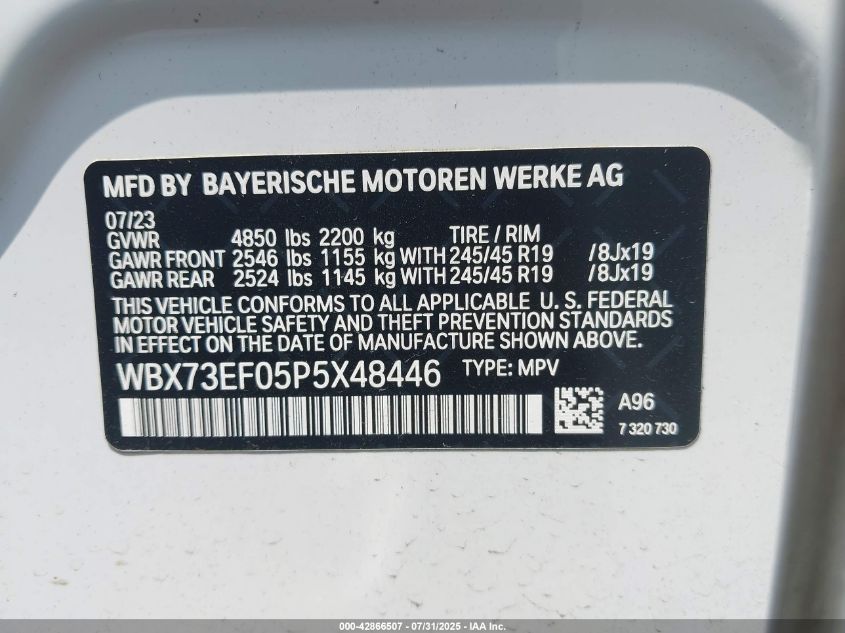 MFD BY BAYERISCHE MOTOREN WERKE AG
07/23
GVWR 4850 lbs 2200 kg TIRE / RIM
GAWR FRONT 2546 lbs 1155 kg WITH 245/45 R19 /8Jx19
GAWR REAR 2524 lbs 1145 kg WITH 245/45 R19 /8Jx19
THIS VEHICLE CONFORMS TO ALL APPLICABLE U. S. FEDERAL
MOTOR VEHICLE SAFETY AND THEFT PREVENTION STANDARDS
IN EFFECT ON THE DATE OF MANUFACTURE SHOWN ABOVE.
WBX73EF05P5X48446 TYPE: MPV
A96
7 320 730
000-42866507 - 07/31/2025 - IAA Inc.